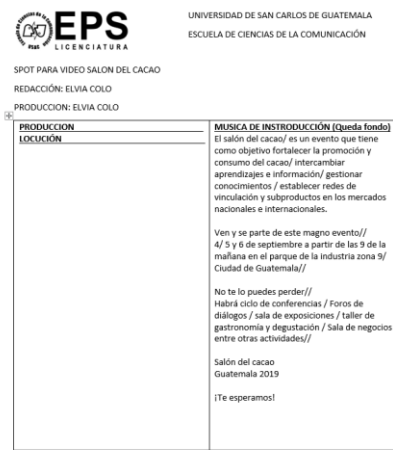 EPS
LICENCIATURA
UNIVERSIDAD DE SAN CARLOS DE GUATEMALA
ESCUELA DE CIENCIAS DE LA COMUNICACIÓN
SPOT PARA VIDEO SALON DEL CACAO
REDACCIÓN: ELVIA COLO
PRODUCCION: ELVIA COLO
PRODUCCION
LOCUCIÓN
MUSICA DE INSTRODUCCIÓN (Queda fondo)
El salón del cacao/ es un evento que tiene
como objetivo fortalecer la promoción y
consumo del cacao/ intercambiar
aprendizajes e información/ gestionar
conocimientos / establecer redes de
vinculación y subproductos en los mercados
nacionales e internacionales.
Ven y se parte de este magno evento//
4/ 5 y 6 de septiembre a partir de las 9 de la
mañana en el parque de la industria zona 9/
Ciudad de Guatemala//
No te lo puedes perder//
Habrá ciclo de conferencias / Foros de
diálogos / sala de exposiciones / taller de
gastronomía y degustación / Sala de negocios
entre otras actividades//
Salón del cacao
Guatemala 2019
¡Te esperamos!